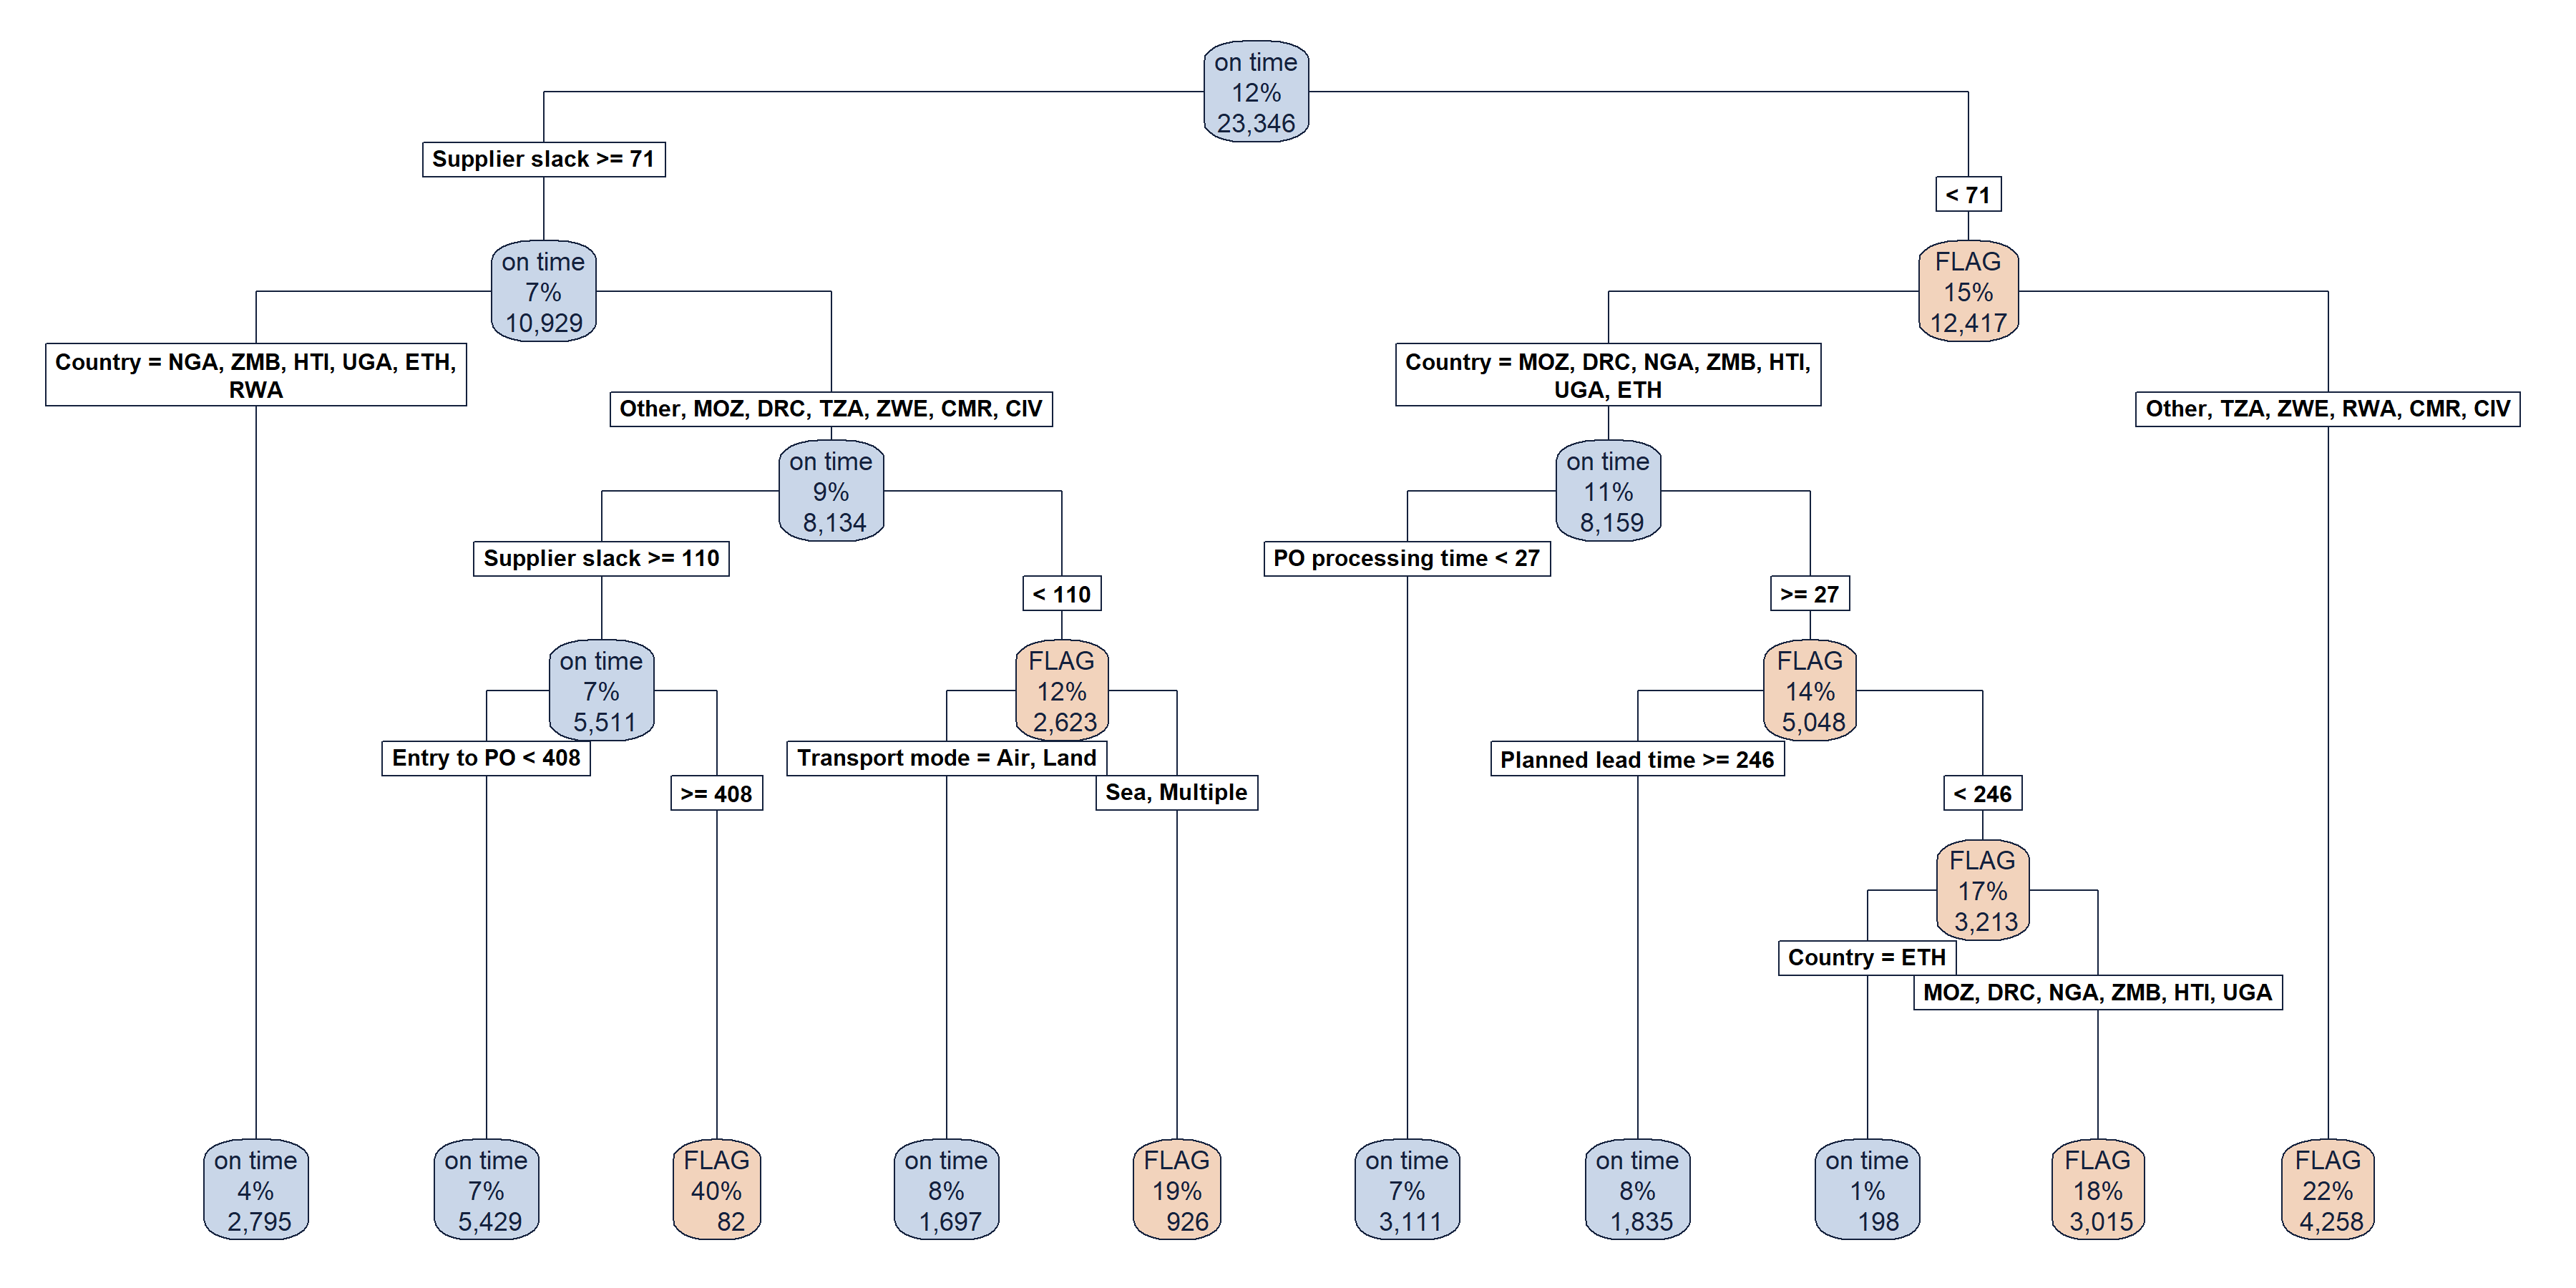 on time
12%
23,346
Supplier slack >= 71
< 71
on time
7%
10,929
FLAG
15%
12,417
Country = NGA, ZMB, HTI, UGA, ETH,
RWA
Other, MOZ, DRC, TZA, ZWE, CMR, CIV
Country = MOZ, DRC, NGA, ZMB, HTI,
UGA, ETH
Other, TZA, ZWE, RWA, CMR, CIV
on time
9%
8,134
on time
11%
8,159
Supplier slack >= 110
< 110
PO processing time < 27
>= 27
on time
7%
5,511
FLAG
12%
2,623
FLAG
14%
5,048
Entry to PO < 408
>= 408
Transport mode = Air, Land
Sea, Multiple
Planned lead time >= 246
< 246
FLAG
17%
3,213
Country = ETH
MOZ, DRC, NGA, ZMB, HTI, UGA
on time
4%
2,795
on time
7%
5,429
FLAG
40%
82
on time
8%
1,697
FLAG
19%
926
on time
7%
3,111
on time
8%
1,835
on time
1%
198
FLAG
18%
3,015
FLAG
22%
4,258